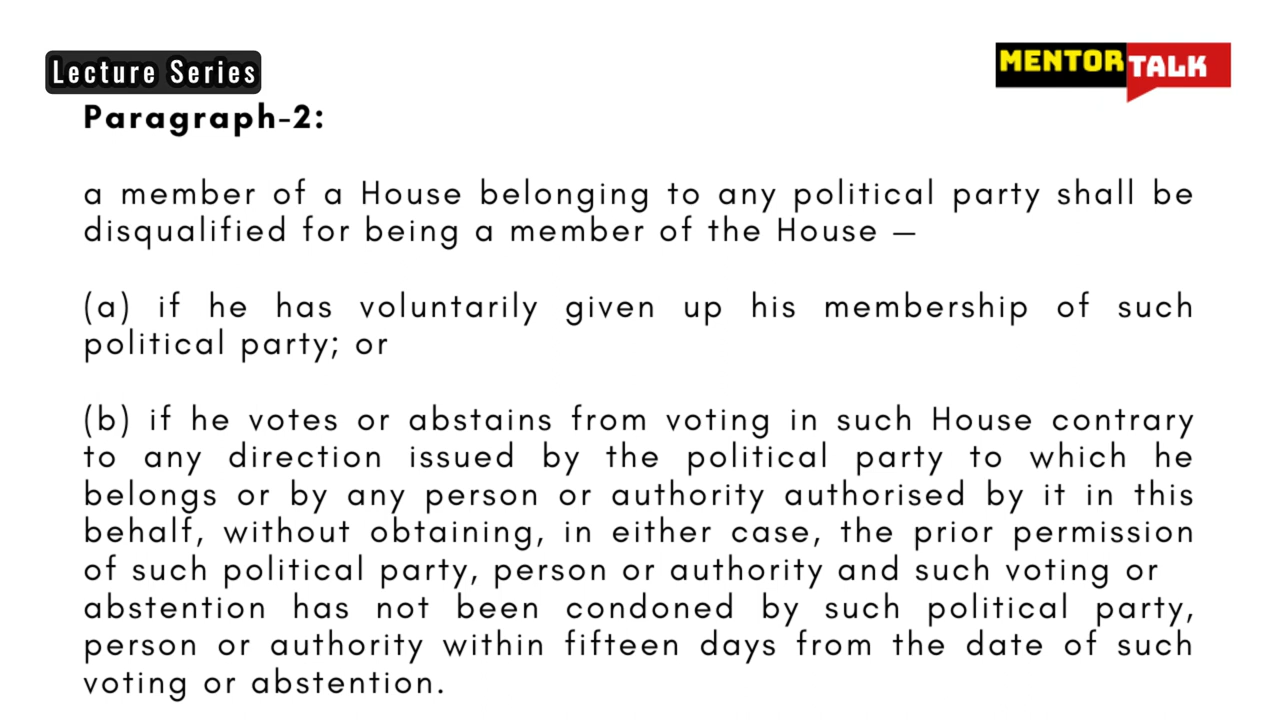 Lecture Series
MENTOR TALK
Paragraph-2:
a member of a House belonging to any political party shall be
disqualified for being a member of the House —
(a) if he has voluntarily given up his membership of such
political party; or
(b) if he votes or abstains from voting in such House contrary
to any direction issued by the political party to which he
belongs or by any person or authority authorised by it in this
behalf, without obtaining, in either case, the prior permission
of such political party, person or authority and such voting or
abstention has not been condoned by such political party,
person or authority within fifteen days from the date of such
voting or abstention.